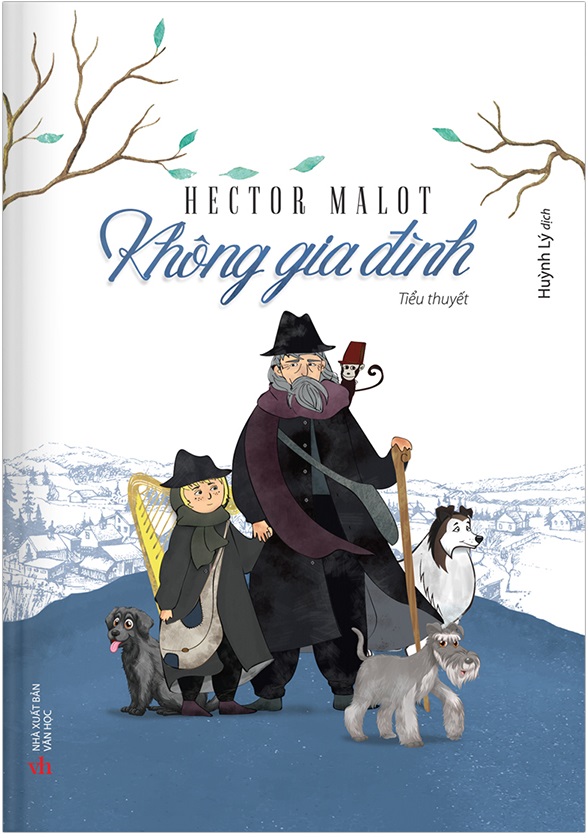 HECTOR MALOT
Không gia đình
Tiểu thuyết
Huỳnh Lý dịch
NHÀ XUẤT BẢN
VĂN HỌC
vh